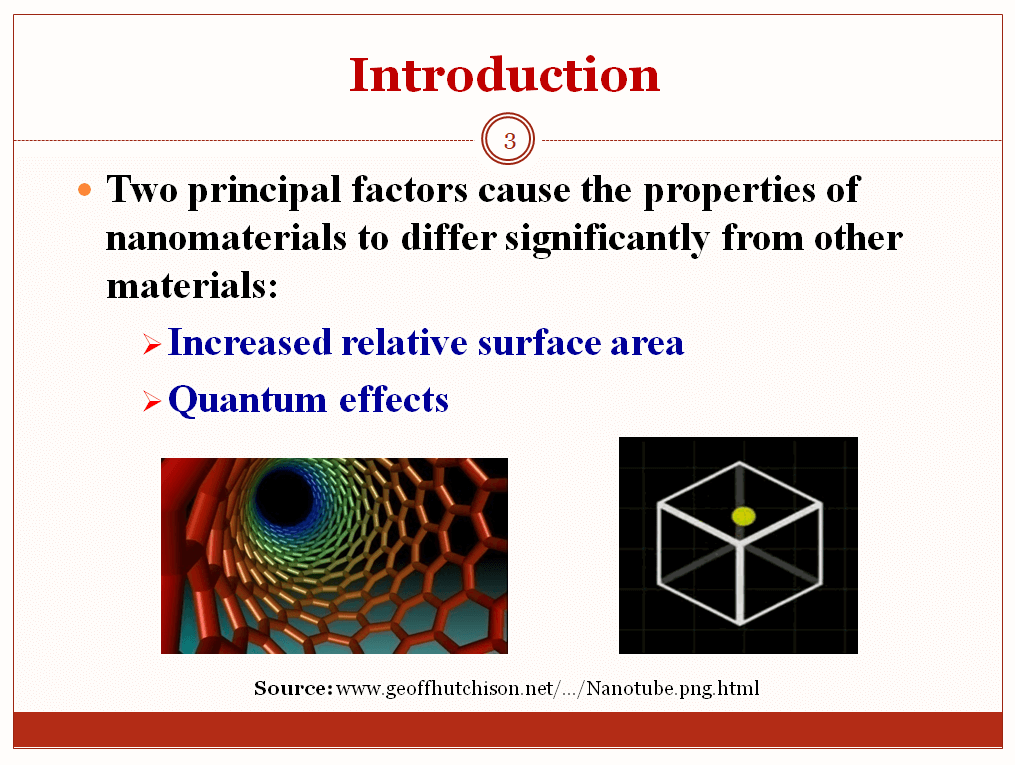 Introduction
3
Two principal factors cause the properties of
nanomaterials to differ significantly from other
materials:
Increased relative surface area
Quantum effects
Source: www.geoffhutchison.net/.../Nanotube.png.html